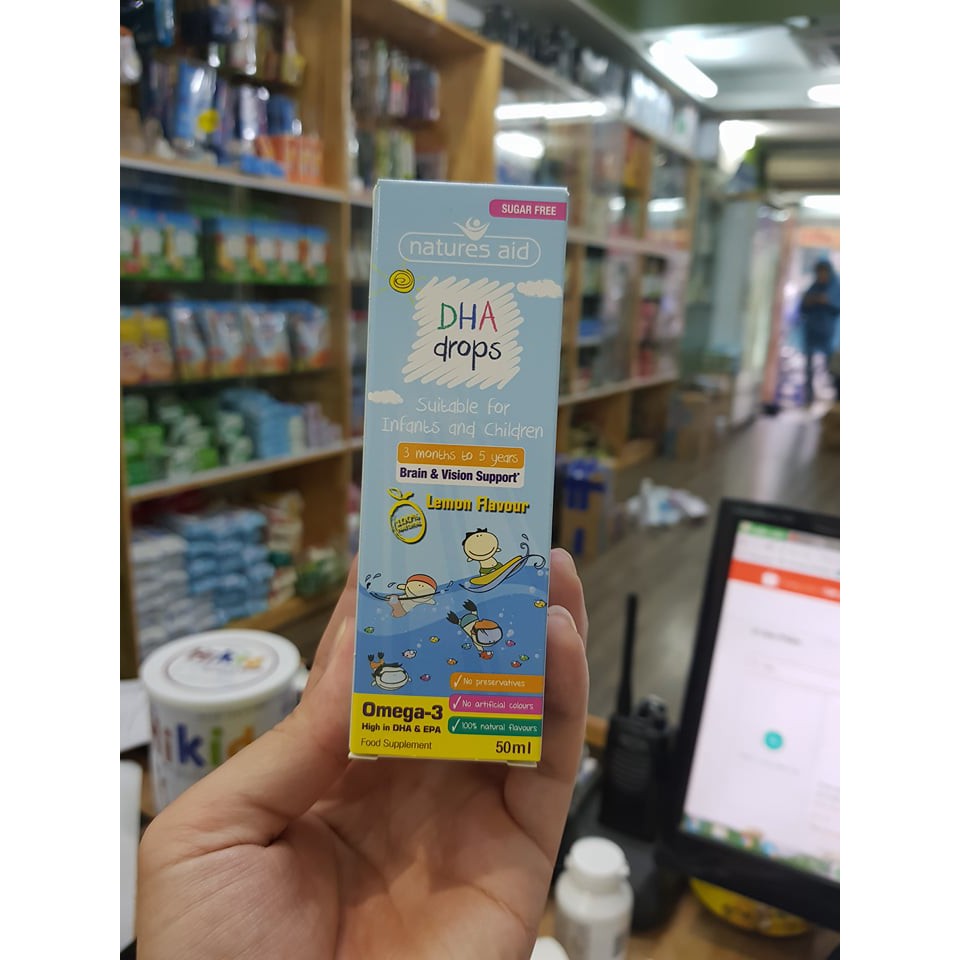 SUGAR FREE
natures aid
DHA
drops
Suitable for
Infants and Children
3 months to 5 years
Brain & Vision Support*
Lemon Flavour
No preservatives
No artificial colours
100% natural flavours
Omega-3
High in DHA & EPA
Food Supplement
50ml
hikid